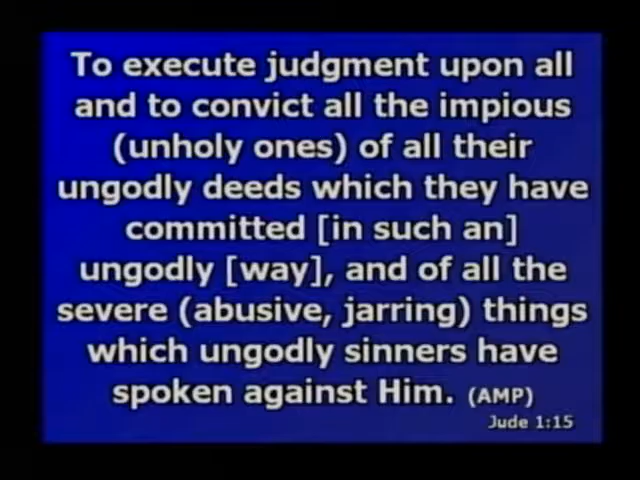 To execute judgment upon all
and to convict all the impious
(unholy ones) of all their
ungodly deeds which they have
committed [in such an]
ungodly [way], and of all the
severe (abusive, jarring) things
which ungodly sinners have
spoken against Him. (AMP)
Jude 1:15